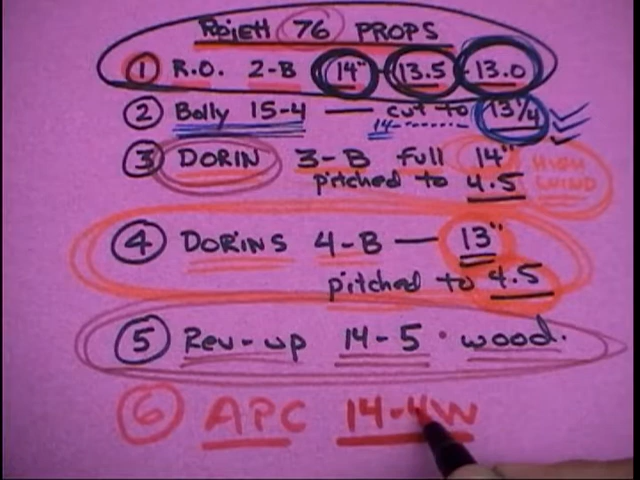 RojEtt 76 PROPS
① R.O. 2-B 14" - 13.5 - 13.0
② Bolly 15-4 — cut to 13¼
14
③ DORIN 3-B full 14" HIGH
pitched to 4.5 WIND
④ DORINS 4-B — 13"
pitched to 4.5
⑤ Rev-up 14-5 · wood.
⑥ APC 14-4W